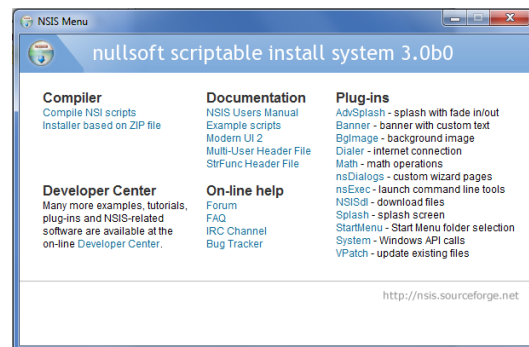 NSIS Menu
nullsoft scriptable install system 3.0b0
Compiler
Compile NSI scripts
Installer based on ZIP file
Documentation
NSIS Users Manual
Example scripts
Modern UI 2
Multi-User Header File
StrFunc Header File
Plug-ins
AdvSplash - splash with fade in/out
Banner - banner with custom text
BgImage - background image
Dialer - internet connection
Math - math operations
nsDialogs - custom wizard pages
nsExec - launch command line tools
NSISdl - download files
Splash - splash screen
StartMenu - Start Menu folder selection
System - Windows API calls
VPatch - update existing files
Developer Center
Many more examples, tutorials,
plug-ins and NSIS-related
software are available at the
on-line Developer Center.
On-line help
Forum
FAQ
IRC Channel
Bug Tracker
http://nsis.sourceforge.net